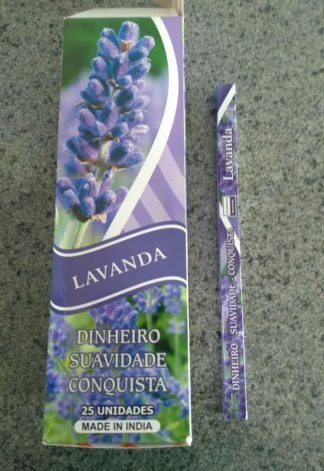 LAVANDA
DINHEIRO
SUAVIDADE
CONQUISTA
25 UNIDADES
MADE IN INDIA
DINHEIRO - SUAVIDADE - CONQUISTA
Lavanda